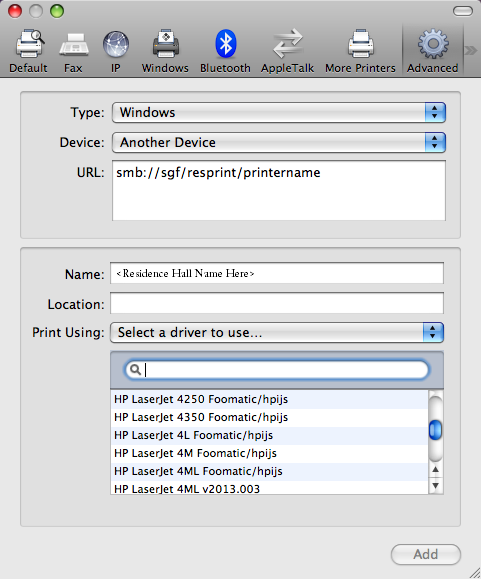 Default Fax IP Windows Bluetooth AppleTalk More Printers Advanced
Type: Windows
Device: Another Device
URL: smb://sgf/resprint/printername
Name: <Residence Hall Name Here>
Location:
Print Using: Select a driver to use...
HP LaserJet 4250 Foomatic/hpijs
HP LaserJet 4350 Foomatic/hpijs
HP LaserJet 4L Foomatic/hpijs
HP LaserJet 4M Foomatic/hpijs
HP LaserJet 4ML Foomatic/hpijs
HP LaserJet 4ML v2013.003
Add